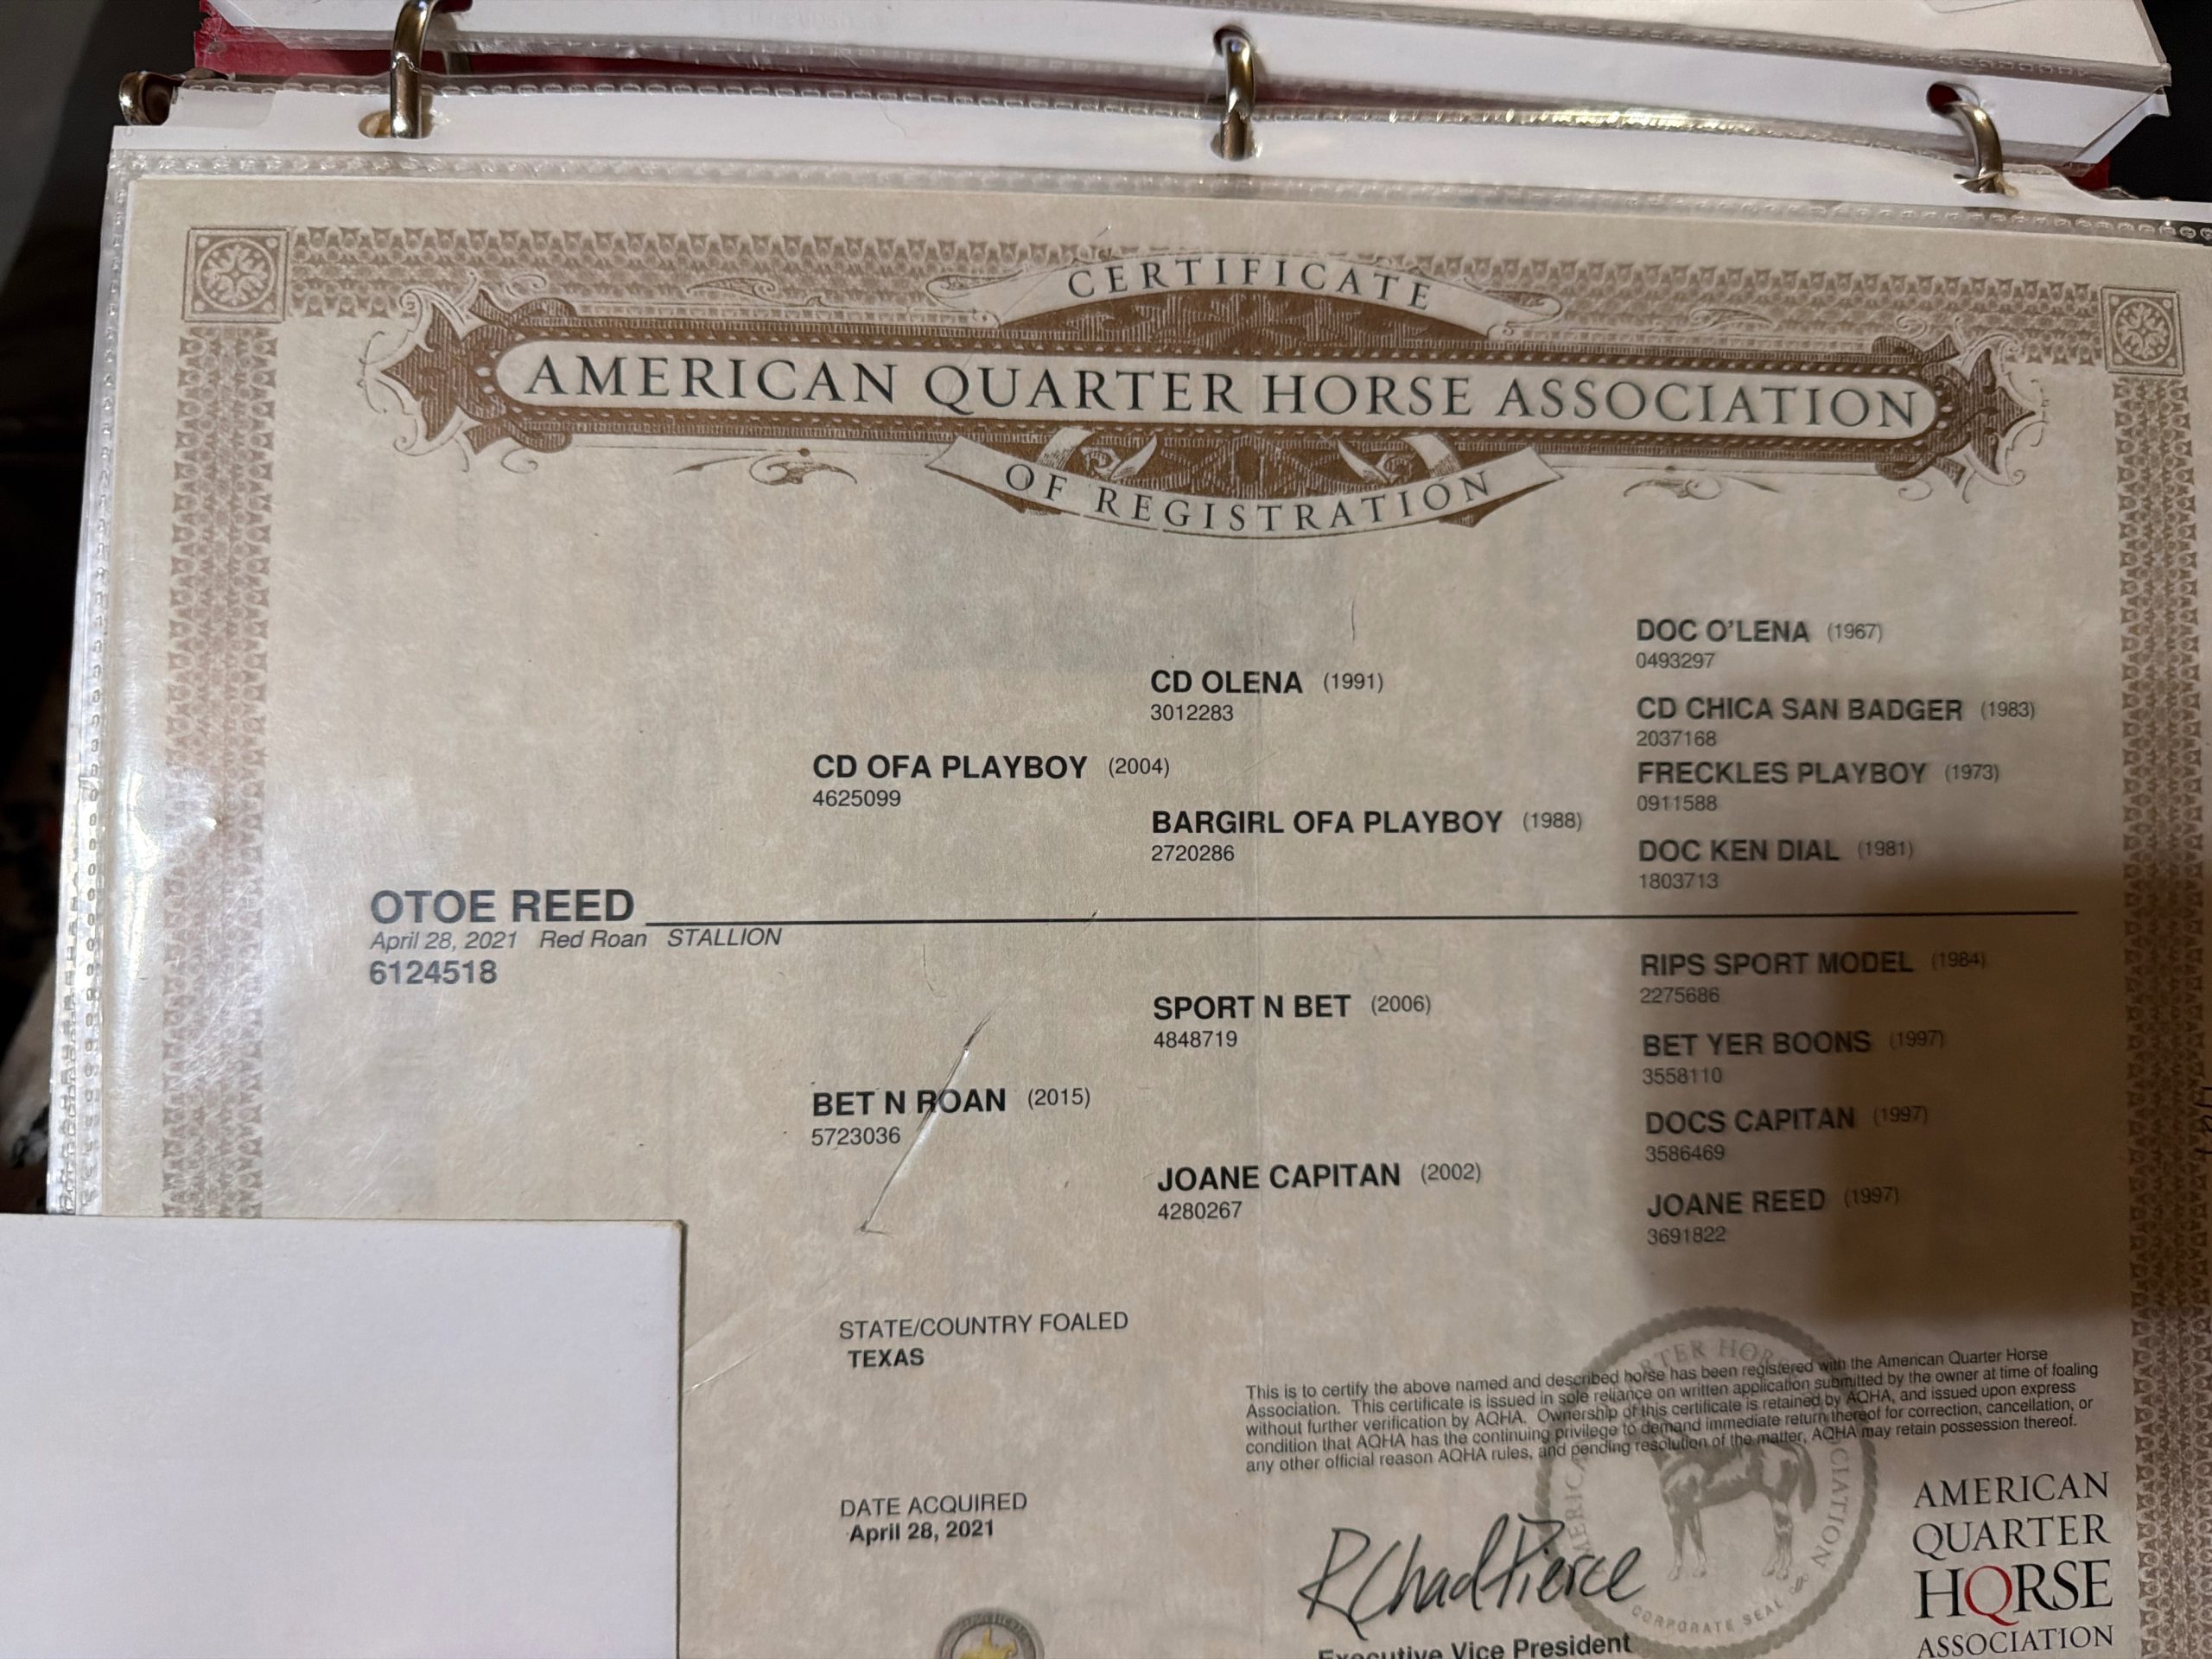 CERTIFICATE
AMERICAN QUARTER HORSE ASSOCIATION
OF REGISTRATION
DOC O'LENA (1967)
0493297
CD OLENA (1991)
3012283
CD CHICA SAN BADGER (1983)
2037168
CD OFA PLAYBOY (2004)
4625099
FRECKLES PLAYBOY (1973)
0911588
BARGIRL OFA PLAYBOY (1988)
2720286
DOC KEN DIAL (1981)
1803713
OTOE REED
April 28, 2021 Red Roan STALLION
6124518
RIPS SPORT MODEL (1984)
2275686
SPORT N BET (2006)
4848719
BET YER BOONS (1997)
3558110
BET N ROAN (2015)
5723036
DOCS CAPITAN (1997)
3586469
JOANE CAPITAN (2002)
4280267
JOANE REED (1997)
3691822
STATE/COUNTRY FOALED
TEXAS
This is to certify the above named and described horse has been registered with the American Quarter Horse
Association. This certificate is issued in sole reliance on written application submitted by the owner at time of foaling
without further verification by AQHA. Ownership of this certificate is retained by AQHA, and issued upon express
condition that AQHA has the continuing privilege to demand immediate return thereof for correction, cancellation, or
any other official reason AQHA rules, and pending resolution of the matter, AQHA may retain possession thereof.
DATE ACQUIRED
April 28, 2021
R Chad Pierce
Executive Vice President
CORPORATE SEAL
AMERICAN
QUARTER
HORSE
ASSOCIATION